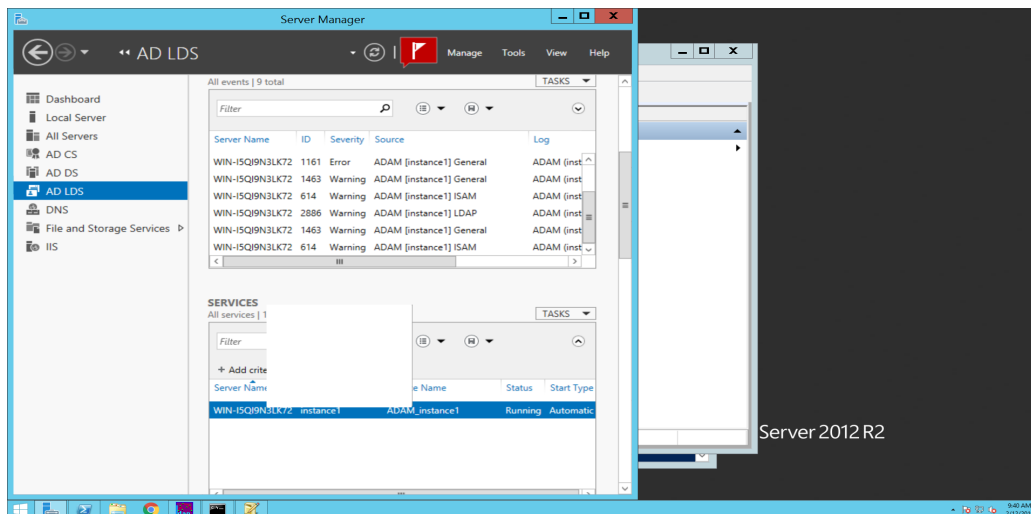 Server Manager
AD LDS
Manage Tools View Help
Dashboard
Local Server
All Servers
AD CS
AD DS
AD LDS
DNS
File and Storage Services
IIS
All events | 9 total
TASKS
Filter
Server Name ID Severity Source Log
WIN-I5QI9N3LK72 1161 Error ADAM [instance1] General ADAM (inst
WIN-I5QI9N3LK72 1463 Warning ADAM [instance1] General ADAM (inst
WIN-I5QI9N3LK72 614 Warning ADAM [instance1] ISAM ADAM (inst
WIN-I5QI9N3LK72 2886 Warning ADAM [instance1] LDAP ADAM (inst
WIN-I5QI9N3LK72 1463 Warning ADAM [instance1] General ADAM (inst
WIN-I5QI9N3LK72 614 Warning ADAM [instance1] ISAM ADAM (inst
SERVICES
All services | 1
TASKS
Filter
+ Add crite
Server Name e Name Status Start Type
WIN-I5QI9N3LK72 instance1 ADAM_instance1 Running Automatic
Server 2012 R2
9:40 AM